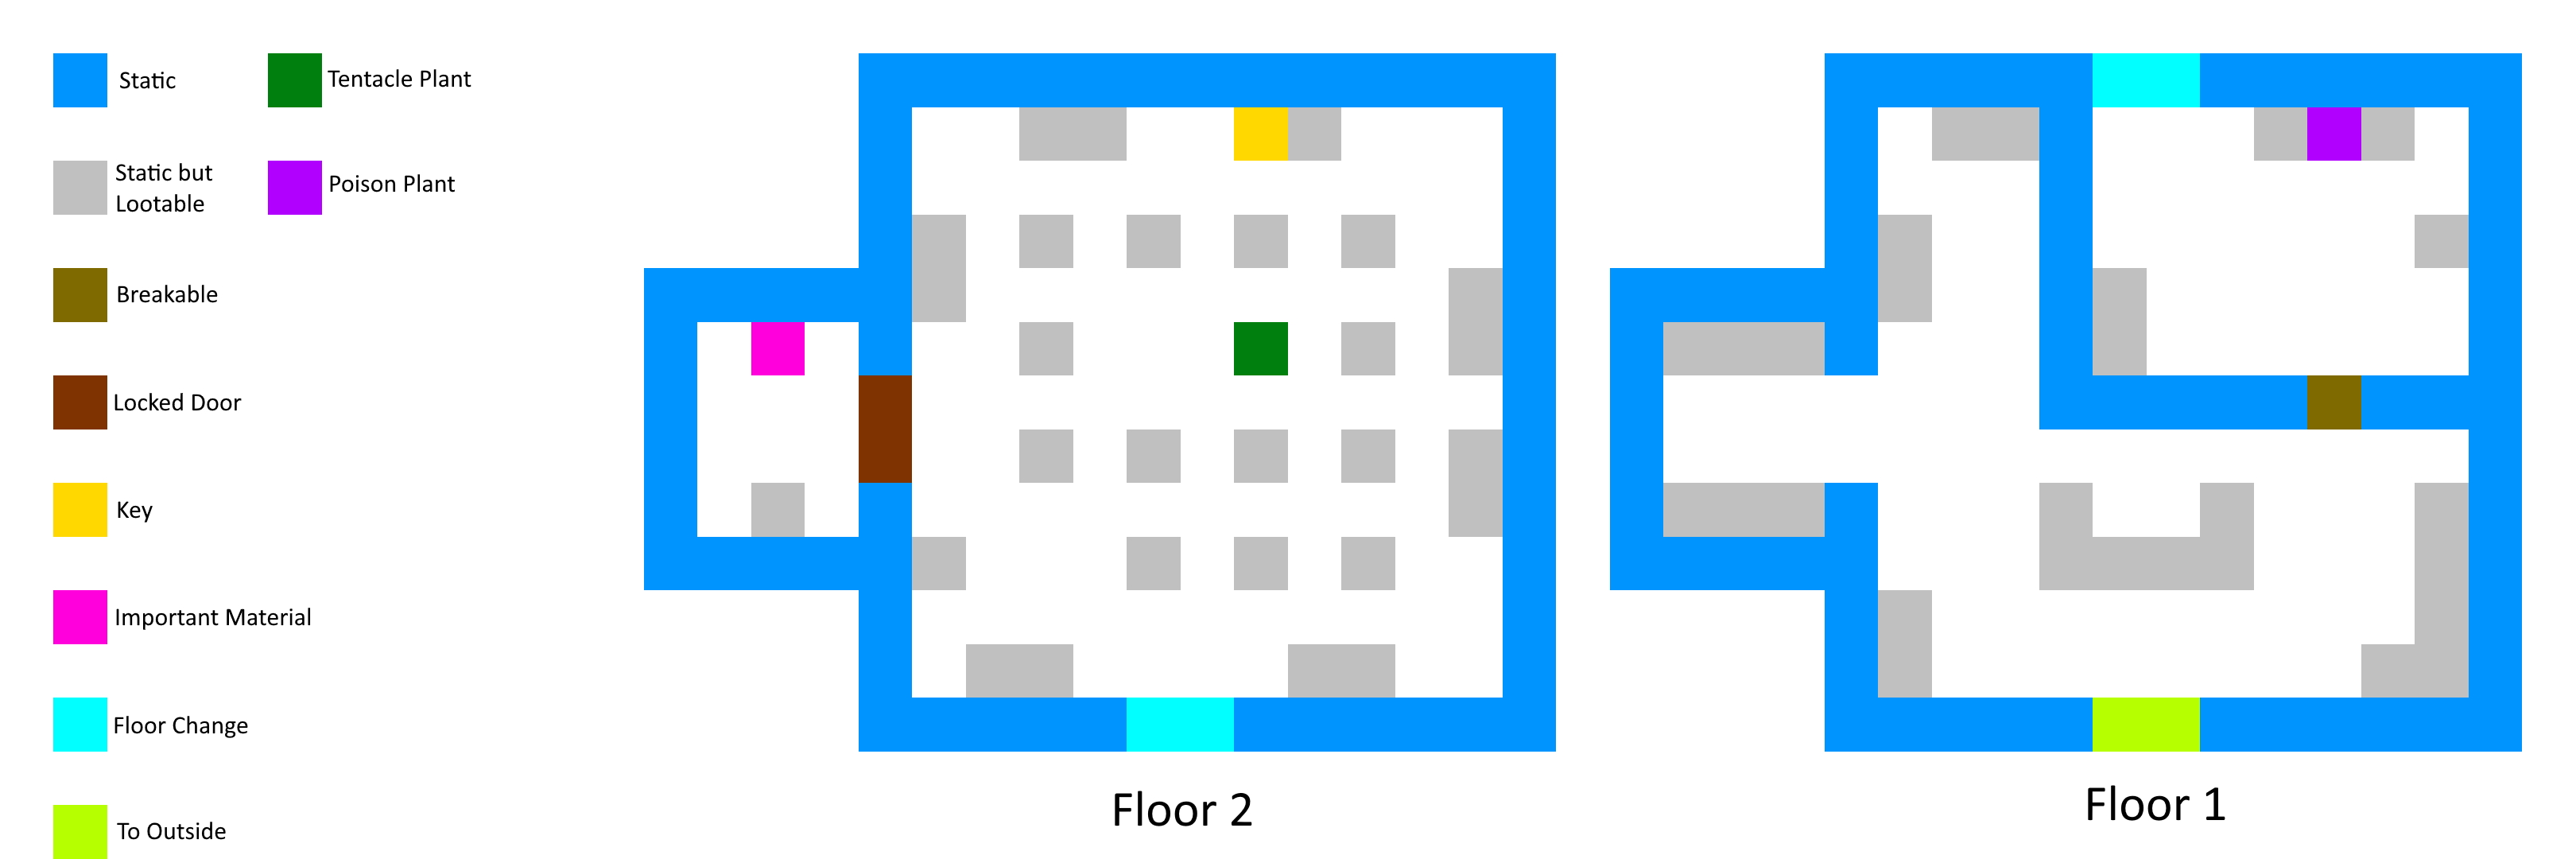 Static
Tentacle Plant
Static but
Lootable
Poison Plant
Breakable
Locked Door
Key
Important Material
Floor Change
To Outside
Floor 2
Floor 1